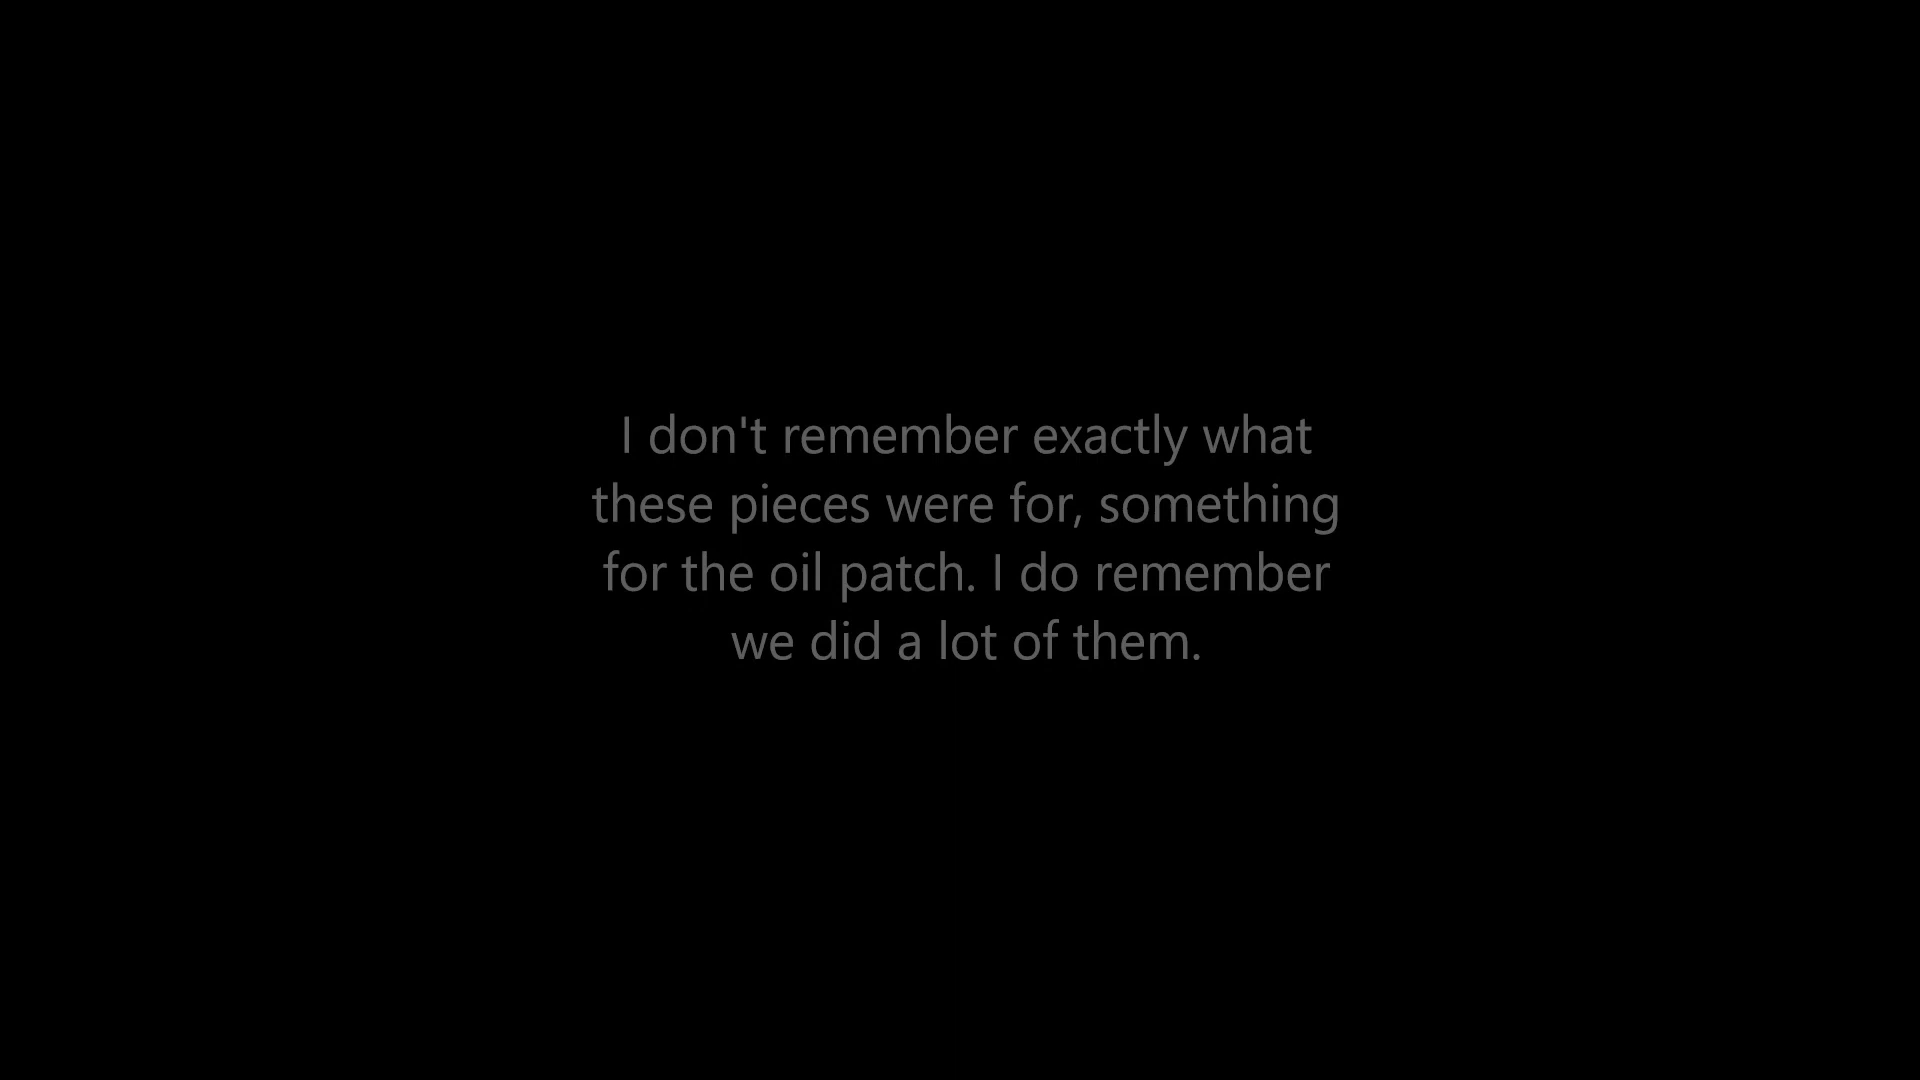 I don't remember exactly what
these pieces were for, something
for the oil patch. I do remember
we did a lot of them.